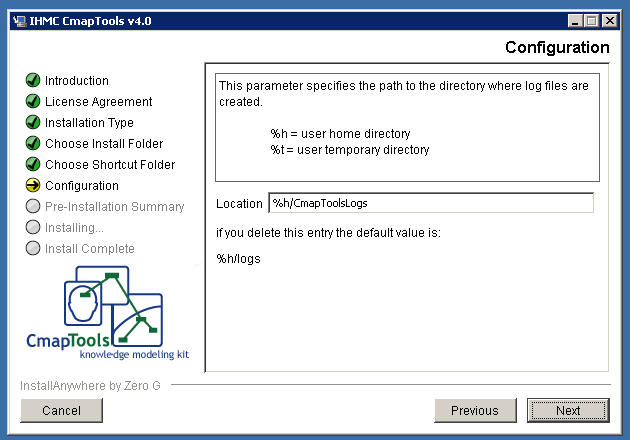 IHMC CmapTools v4.0
Configuration
Introduction
License Agreement
Installation Type
Choose Install Folder
Choose Shortcut Folder
Configuration
Pre-Installation Summary
Installing...
Install Complete
CmapTools
knowledge modeling kit
This parameter specifies the path to the directory where log files are
created.
%h = user home directory
%t = user temporary directory
Location %h/CmapToolsLogs
if you delete this entry the default value is:
%h/logs
InstallAnywhere by Zero G
Cancel
Previous
Next